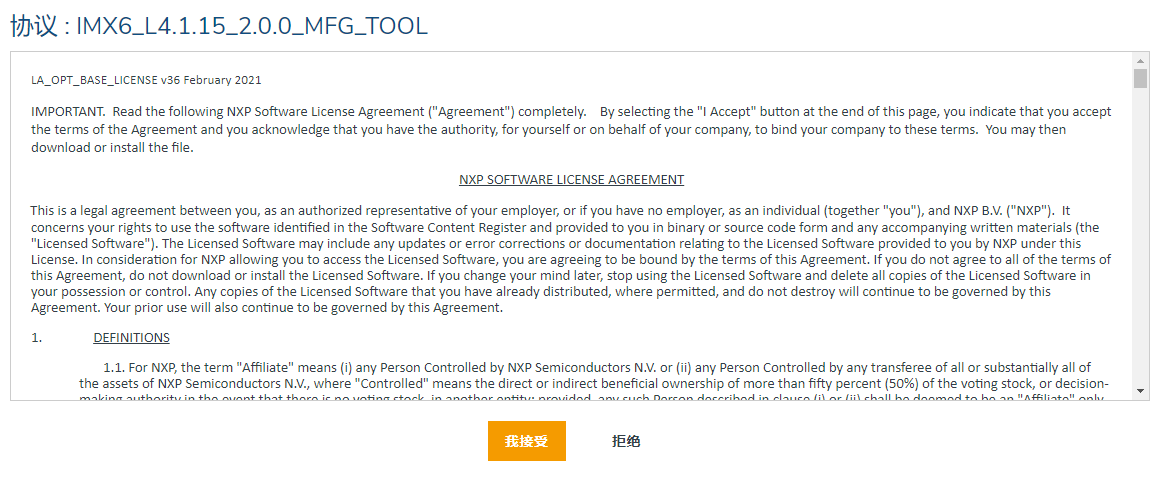 协议 : IMX6_L4.1.15_2.0.0_MFG_TOOL
LA_OPT_BASE_LICENSE v36 February 2021
IMPORTANT.  Read the following NXP Software License Agreement ("Agreement") completely.    By selecting the "I Accept" button at the end of this page, you indicate that you accept
the terms of the Agreement and you acknowledge that you have the authority, for yourself or on behalf of your company, to bind your company to these terms.  You may then
download or install the file.
NXP SOFTWARE LICENSE AGREEMENT
This is a legal agreement between you, as an authorized representative of your employer, or if you have no employer, as an individual (together "you"), and NXP B.V. ("NXP").  It
concerns your rights to use the software identified in the Software Content Register and provided to you in binary or source code form and any accompanying written materials (the
"Licensed Software"). The Licensed Software may include any updates or error corrections or documentation relating to the Licensed Software provided to you by NXP under this
License. In consideration for NXP allowing you to access the Licensed Software, you are agreeing to be bound by the terms of this Agreement. If you do not agree to all of the terms of
this Agreement, do not download or install the Licensed Software. If you change your mind later, stop using the Licensed Software and delete all copies of the Licensed Software in
your possession or control. Any copies of the Licensed Software that you have already distributed, where permitted, and do not destroy will continue to be governed by this
Agreement. Your prior use will also continue to be governed by this Agreement.
1. DEFINITIONS
1.1. For NXP, the term "Affiliate" means (i) any Person Controlled by NXP Semiconductors N.V. or (ii) any Person Controlled by any transferee of all or substantially all of
the assets of NXP Semiconductors N.V., where "Controlled" means the direct or indirect beneficial ownership of more than fifty percent (50%) of the voting stock, or decision-
making authority in the event that there is no voting stock, in another entity; provided, any such Person described in clause (i) or (ii) shall be deemed to be an "Affiliate" only
我接受 拒绝